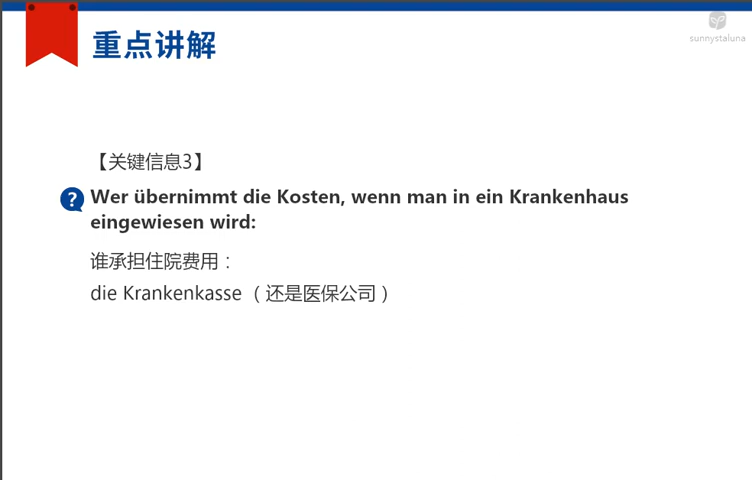 重点讲解
sunnystaluna
【关键信息3】
?
Wer übernimmt die Kosten, wenn man in ein Krankenhaus
eingewiesen wird:
谁承担住院费用：
die Krankenkasse （还是医保公司）